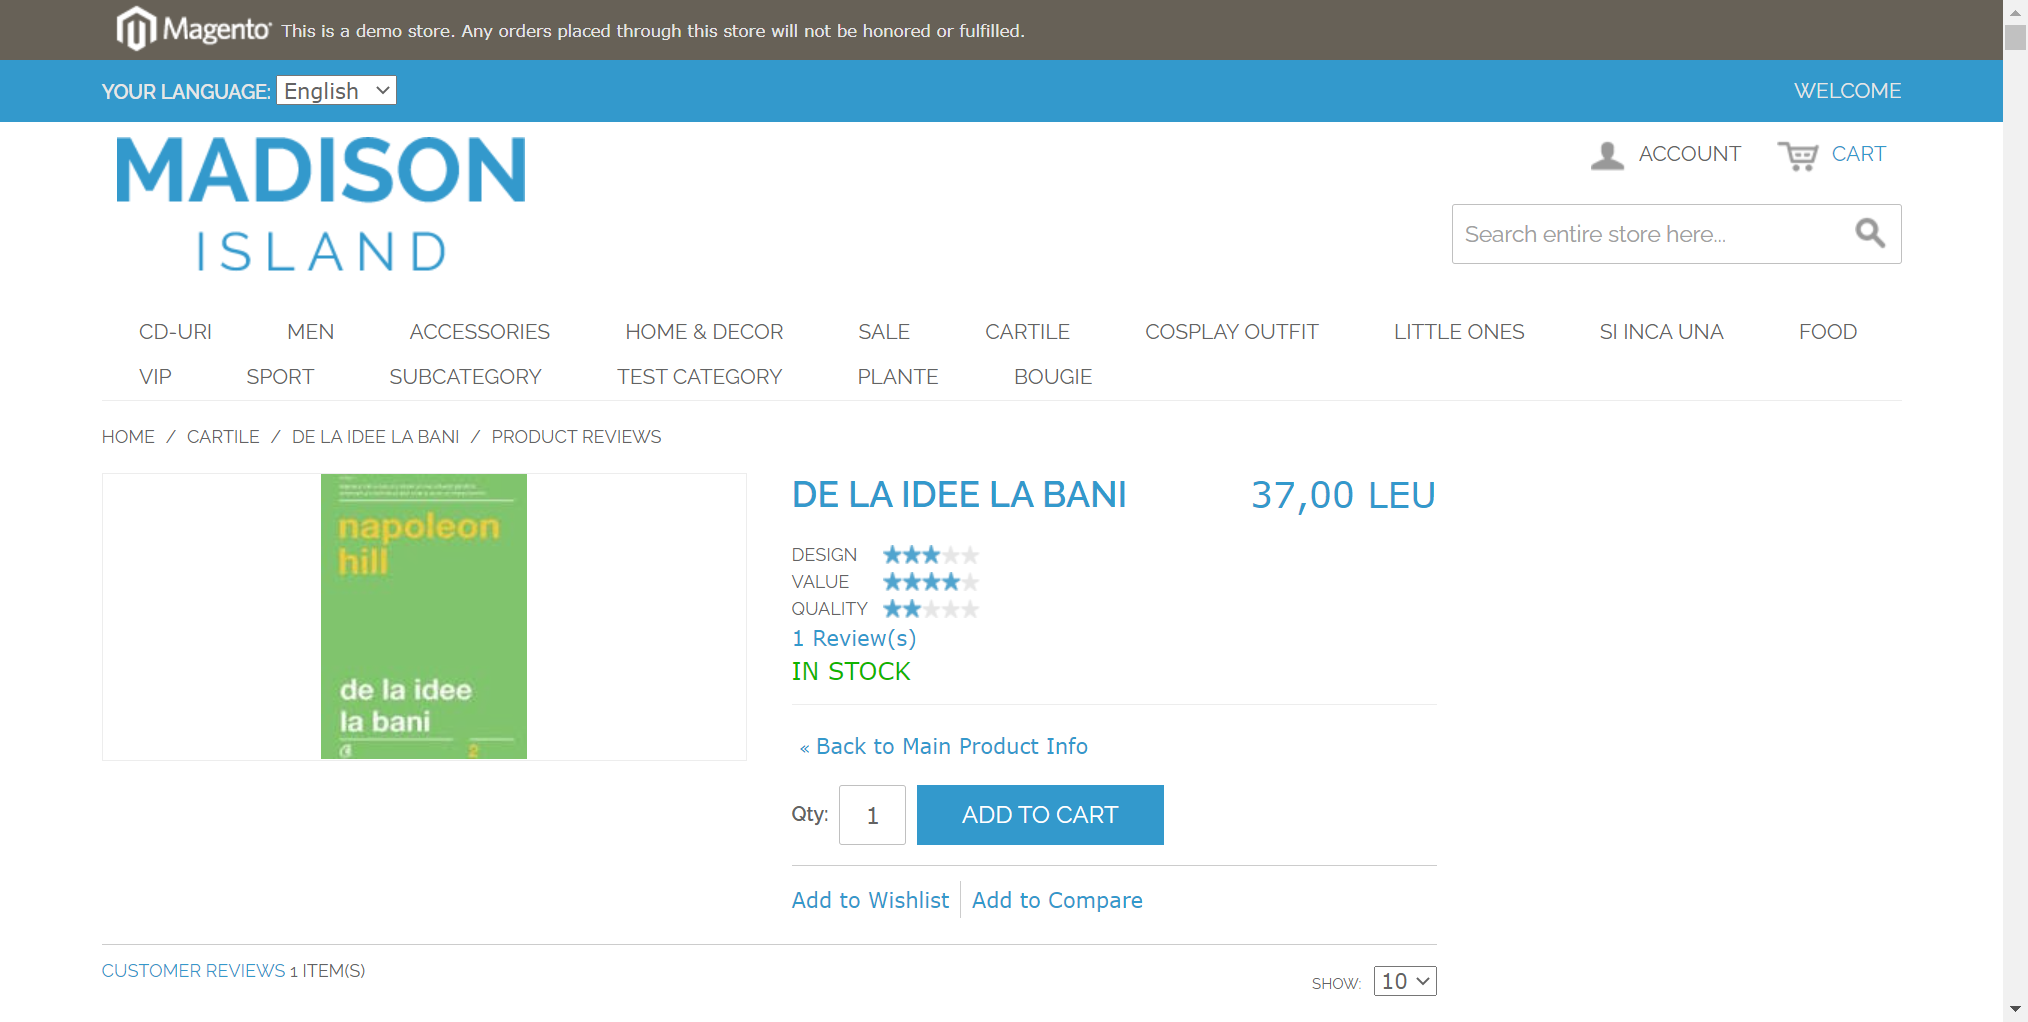 Magento This is a demo store. Any orders placed through this store will not be honored or fulfilled.
YOUR LANGUAGE: English WELCOME
MADISON
ISLAND
ACCOUNT CART
Search entire store here...
CD-URI MEN ACCESSORIES HOME & DECOR SALE CARTILE COSPLAY OUTFIT LITTLE ONES SI INCA UNA FOOD
VIP SPORT SUBCATEGORY TEST CATEGORY PLANTE BOUGIE
HOME / CARTILE / DE LA IDEE LA BANI / PRODUCT REVIEWS
napoleon
hill
de la idee
la bani
2
DE LA IDEE LA BANI 37,00 LEU
DESIGN
VALUE
QUALITY
1 Review(s)
IN STOCK
« Back to Main Product Info
Qty: 1 ADD TO CART
Add to Wishlist Add to Compare
CUSTOMER REVIEWS 1 ITEM(S)
SHOW: 10